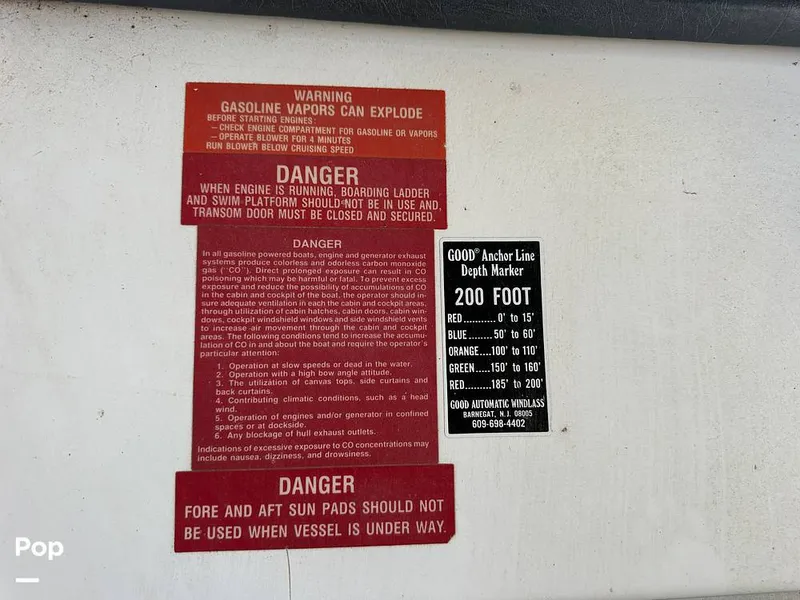 WARNING
GASOLINE VAPORS CAN EXPLODE
BEFORE STARTING ENGINES:
– CHECK ENGINE COMPARTMENT FOR GASOLINE OR VAPORS
– OPERATE BLOWER FOR 4 MINUTES
RUN BLOWER BELOW CRUISING SPEED
DANGER
WHEN ENGINE IS RUNNING, BOARDING LADDER
AND SWIM PLATFORM SHOULD NOT BE IN USE AND,
TRANSOM DOOR MUST BE CLOSED AND SECURED.
DANGER
In all gasoline powered boats, engine and generator exhaust
systems produce colorless and odorless carbon monoxide
gas ("CO"). Direct prolonged exposure can result in CO
poisoning which may be harmful or fatal. To prevent excess
exposure and reduce the possibility of accumulations of CO
in the cabin and cockpit of the boat, the operator should in-
sure adequate ventilation in each the cabin and cockpit areas,
through utilization of cabin hatches, cabin doors, cabin win-
dows, cockpit windshield windows and side windshield vents
to increase air movement through the cabin and cockpit
areas. The following conditions tend to increase the accumu-
lation of CO in and about the boat and require the operator's
particular attention:
1. Operation at slow speeds or dead in the water.
2. Operation with a high bow angle attitude.
3. The utilization of canvas tops, side curtains and
back curtains.
4. Contributing climatic conditions, such as a head
wind.
5. Operation of engines and/or generator in confined
spaces or at dockside.
6. Any blockage of hull exhaust outlets.
Indications of excessive exposure to CO concentrations may
include nausea, dizziness, and drowsiness.
DANGER
FORE AND AFT SUN PADS SHOULD NOT
BE USED WHEN VESSEL IS UNDER WAY.
GOOD® Anchor Line
Depth Marker
200 FOOT
RED...........0' to 15'
BLUE........50' to 60'
ORANGE....100' to 110'
GREEN.....150' to 160'
RED.........185' to 200'
GOOD AUTOMATIC WINDLASS
BARNEGAT, N.J. 08005
609-698-4402
Pop